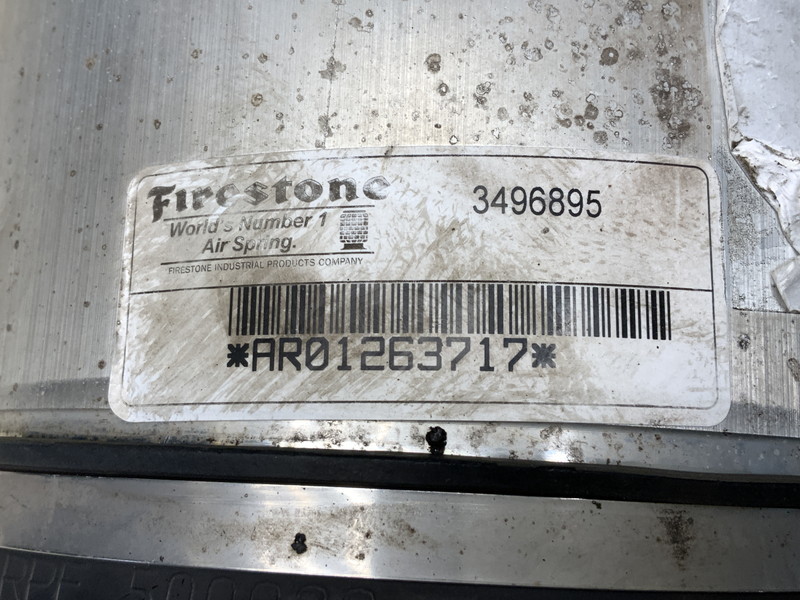 Firestone
3496895
World's Number 1
Air Spring.
FIRESTONE INDUSTRIAL PRODUCTS COMPANY
*AR01263717*